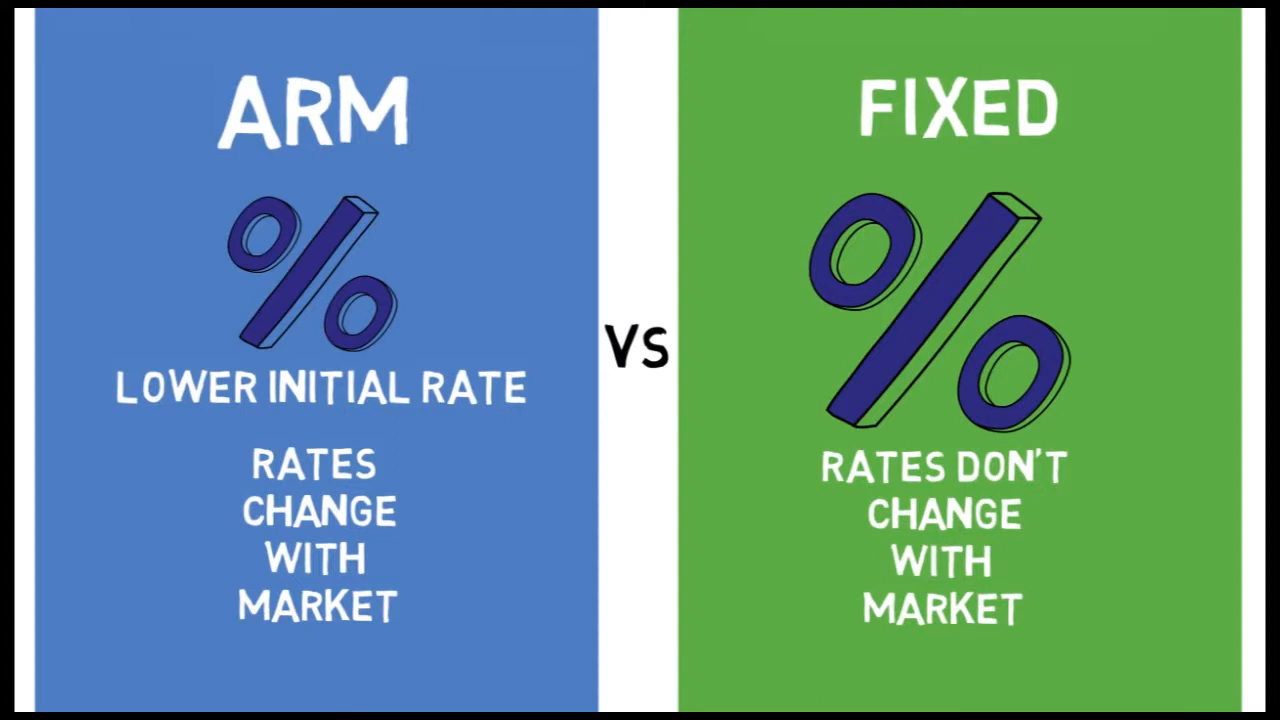 ARM
%
LOWER INITIAL RATE
RATES
CHANGE
WITH
MARKET
VS
FIXED
%
RATES DON'T
CHANGE
WITH
MARKET